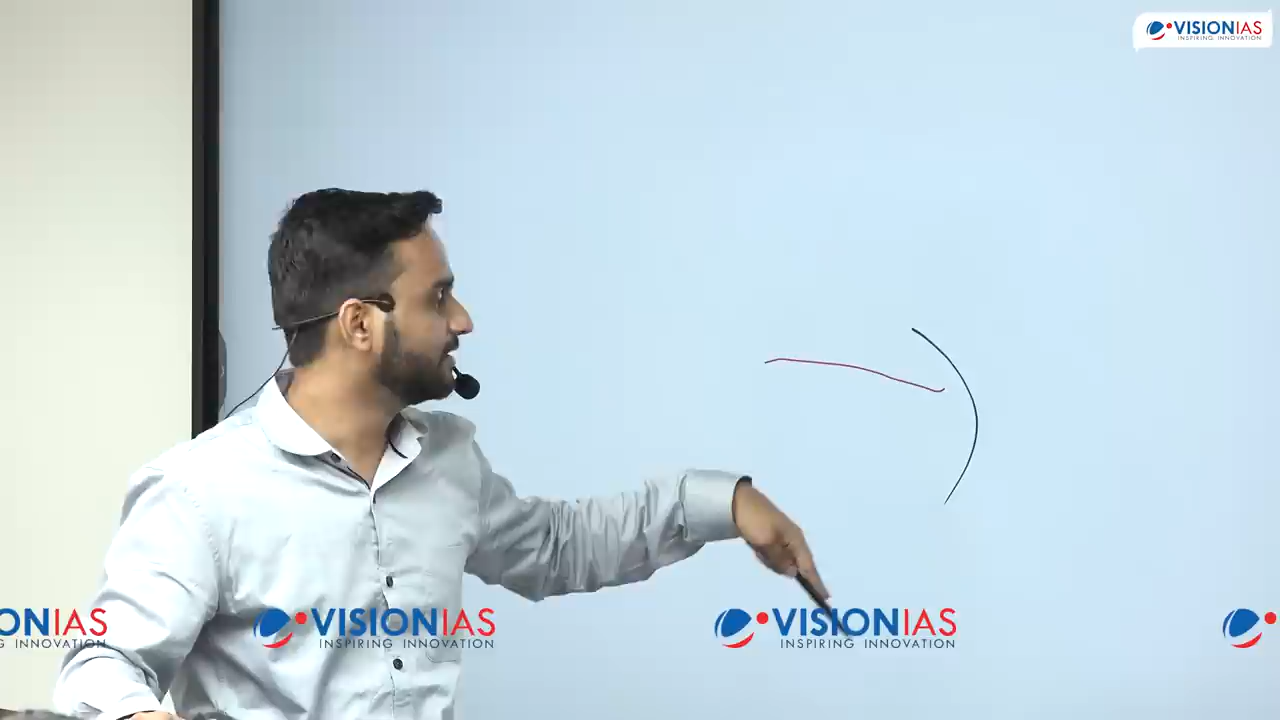 VISIONIAS
INSPIRING INNOVATION
ONIAS
G INNOVATION
VISIONIAS
INSPIRING INNOVATION
VISIONIAS
INSPIRING INNOVATION